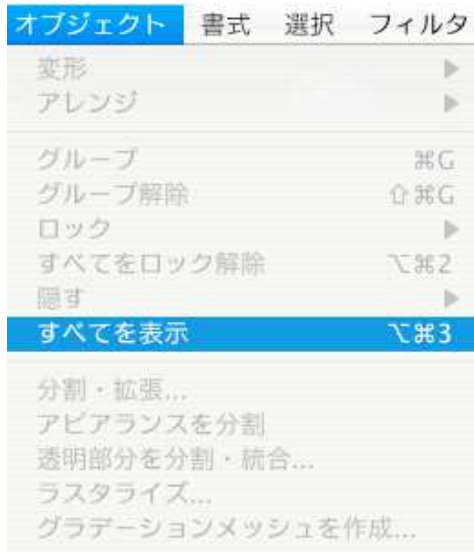 オブジェクト 書式 選択 フィルタ
変形
アレンジ
グループ ⌘G
グループ解除 ⇧⌘G
ロック
すべてをロック解除 ⌥⌘2
隠す
すべてを表示 ⌥⌘3
分割・拡張...
アピアランスを分割
透明部分を分割・統合...
ラスタライズ...
グラデーションメッシュを作成...